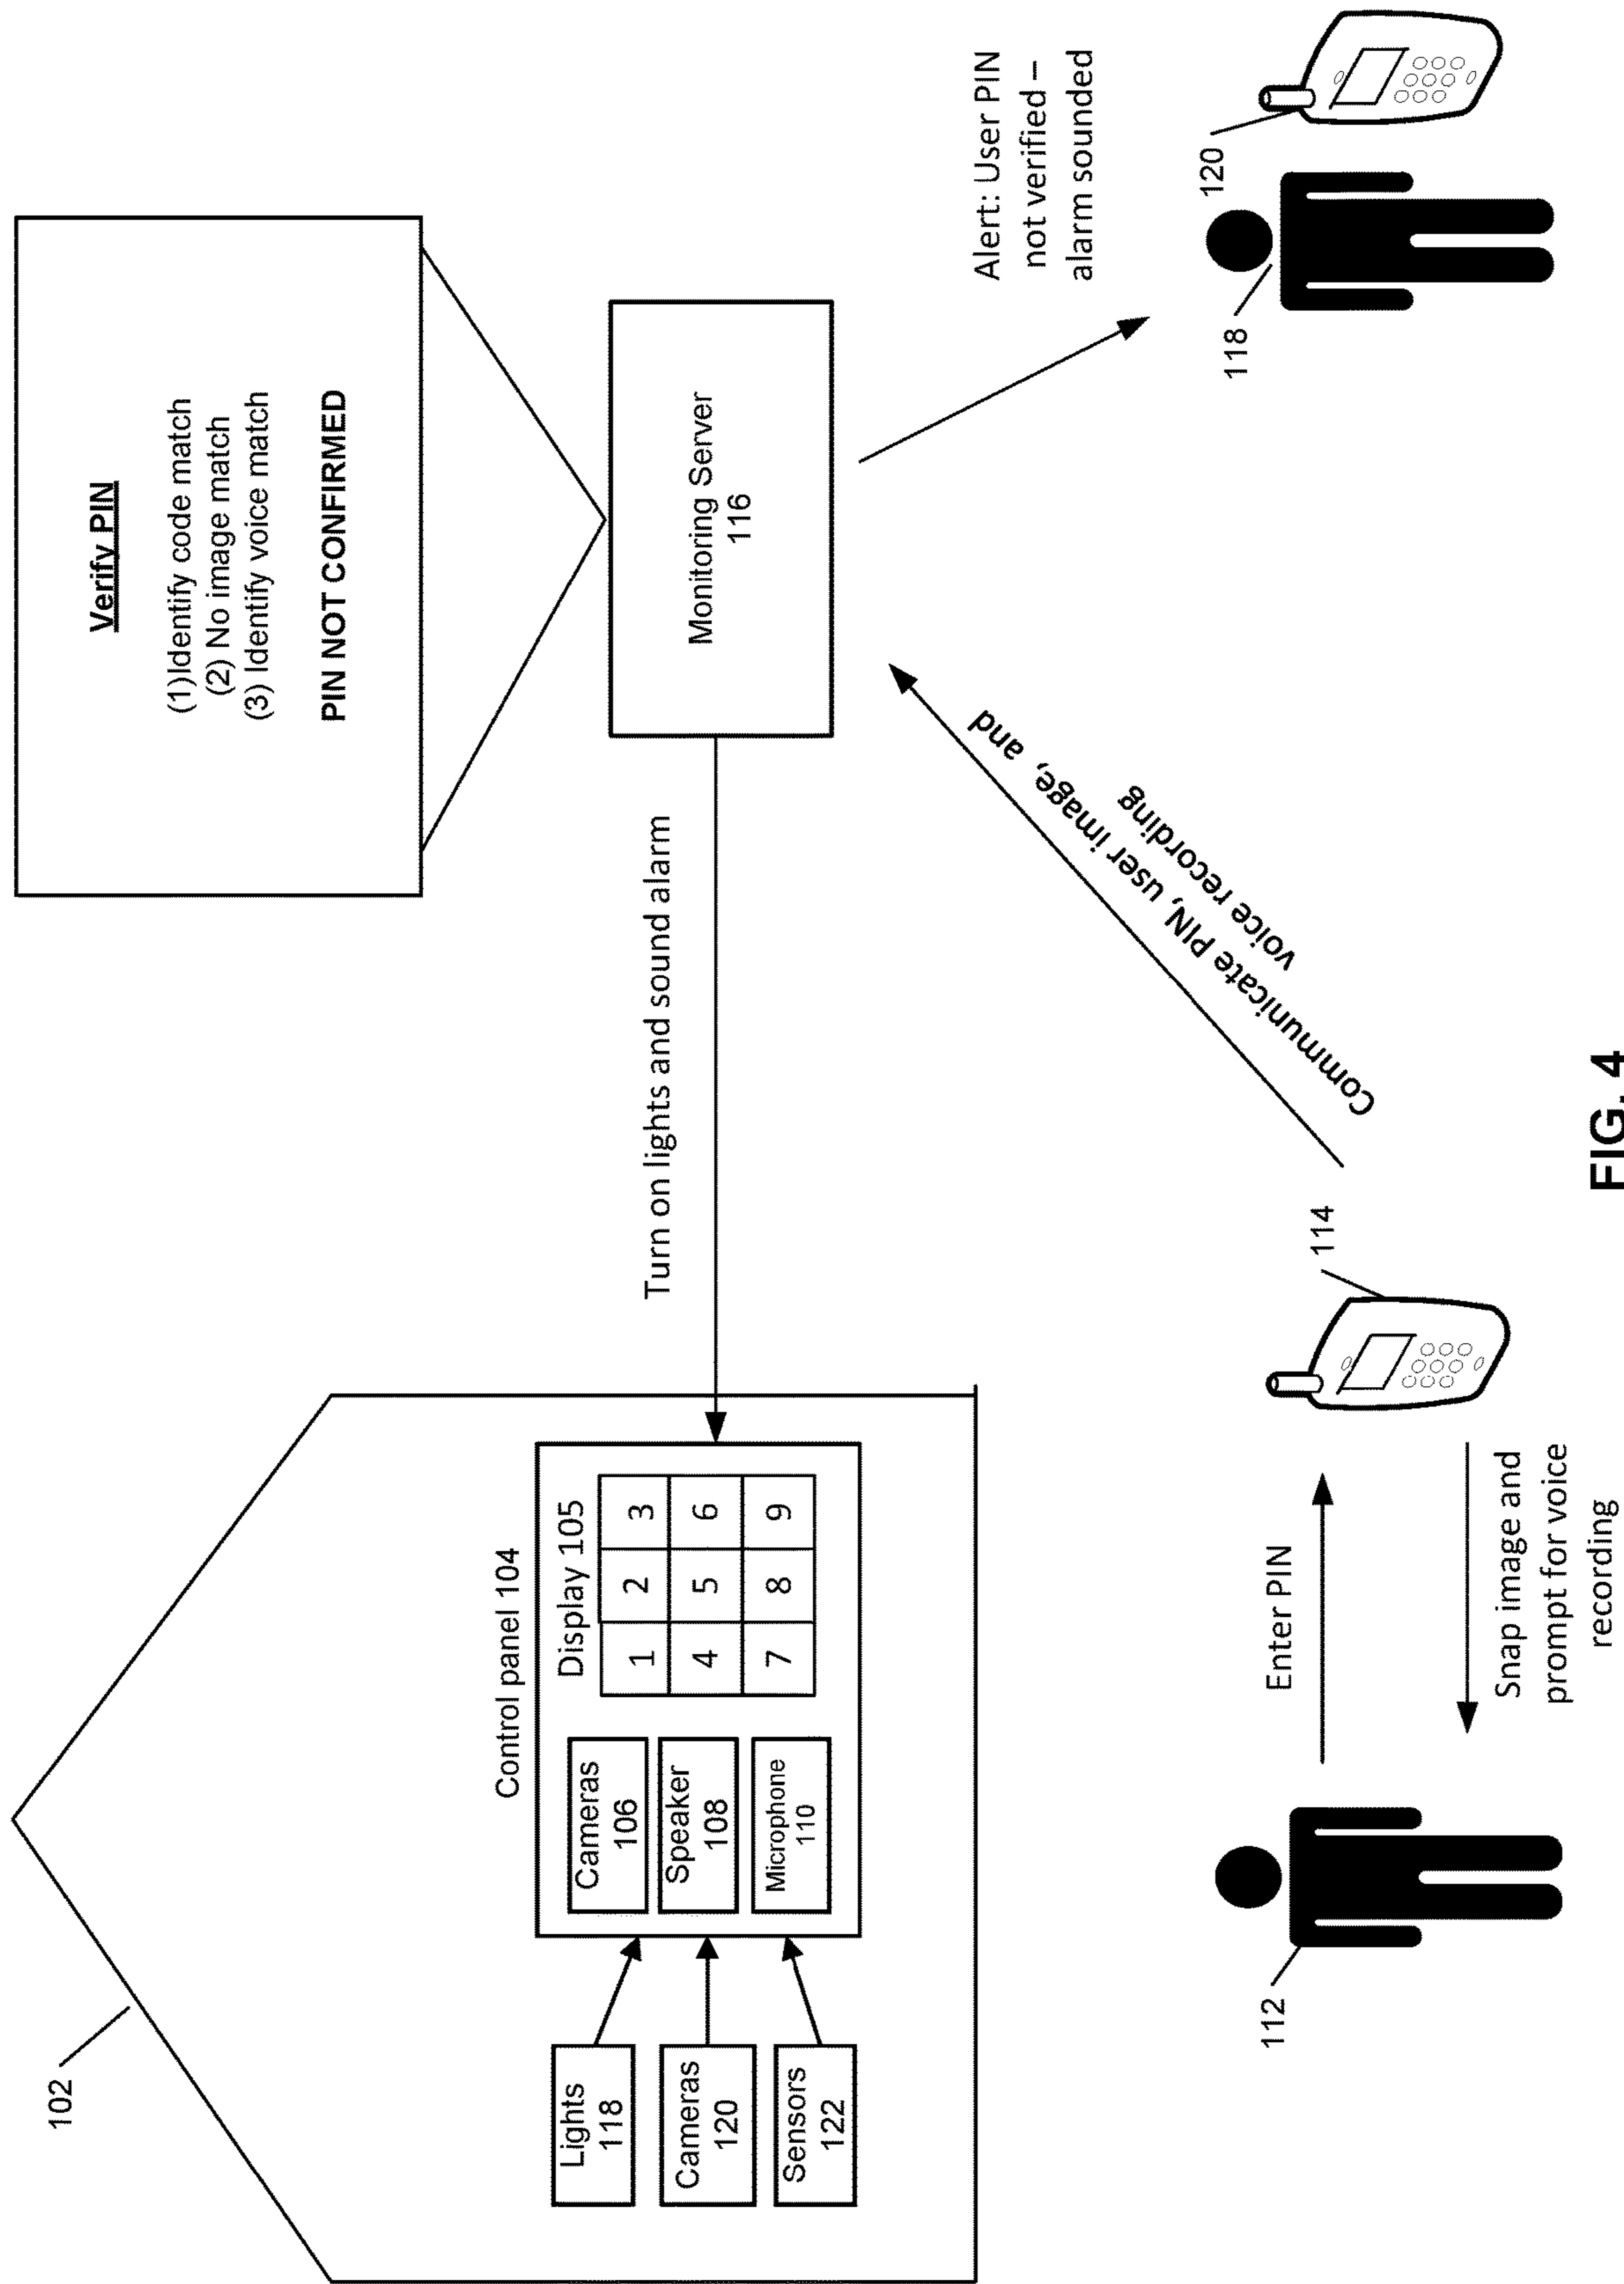 102
Lights
118
Cameras
120
Sensors
122
Control panel 104
Cameras
106
Speaker
108
Microphone
110
Display 105
1 2 3
4 5 6
7 8 9
Turn on lights and sound alarm
Verify PIN
(1)Identify code match
(2) No image match
(3) Identify voice match
PIN NOT CONFIRMED
Monitoring Server
116
112
Enter PIN
Snap image and
prompt for voice
recording
114
Communicate PIN, user image, and
voice recording
Alert: User PIN
not verified –
alarm sounded
118
120
FIG. 4